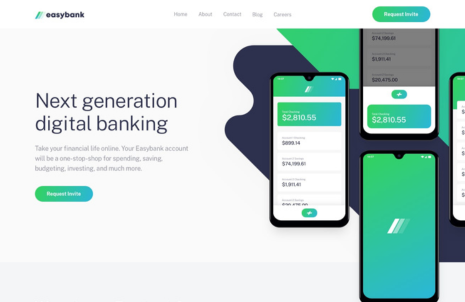 easybank
Home
About
Contact
Blog
Careers
Request Invite
Next generation
digital banking
Take your financial life online. Your Easybank account
will be a one-stop-shop for spending, saving,
budgeting, investing, and much more.
Request Invite
$2,810.55
$899.14
$74,199.61
$1,911.41
$74,199.61
$1,911.41
$25,475.00
$2,810.55